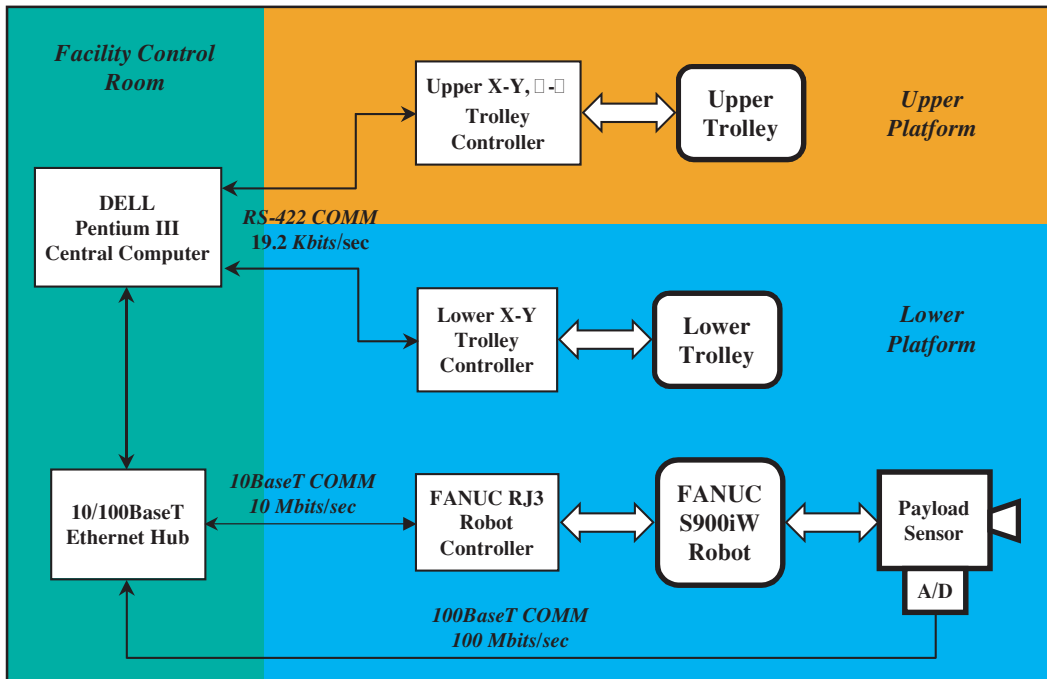 Facility Control
Room
Upper X-Y, □-□
Trolley
Controller
Upper
Trolley
Upper
Platform
DELL
Pentium III
Central Computer
RS-422 COMM
19.2 Kbits/sec
Lower X-Y
Trolley
Controller
Lower
Trolley
Lower
Platform
10/100BaseT
Ethernet Hub
10BaseT COMM
10 Mbits/sec
FANUC RJ3
Robot
Controller
FANUC
S900iW
Robot
Payload
Sensor
A/D
100BaseT COMM
100 Mbits/sec